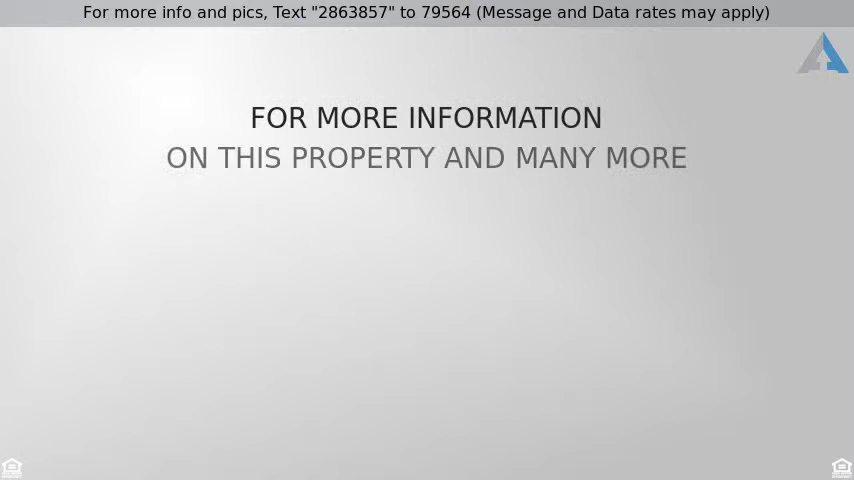 For more info and pics, Text "2863857" to 79564 (Message and Data rates may apply)
FOR MORE INFORMATION
ON THIS PROPERTY AND MANY MORE